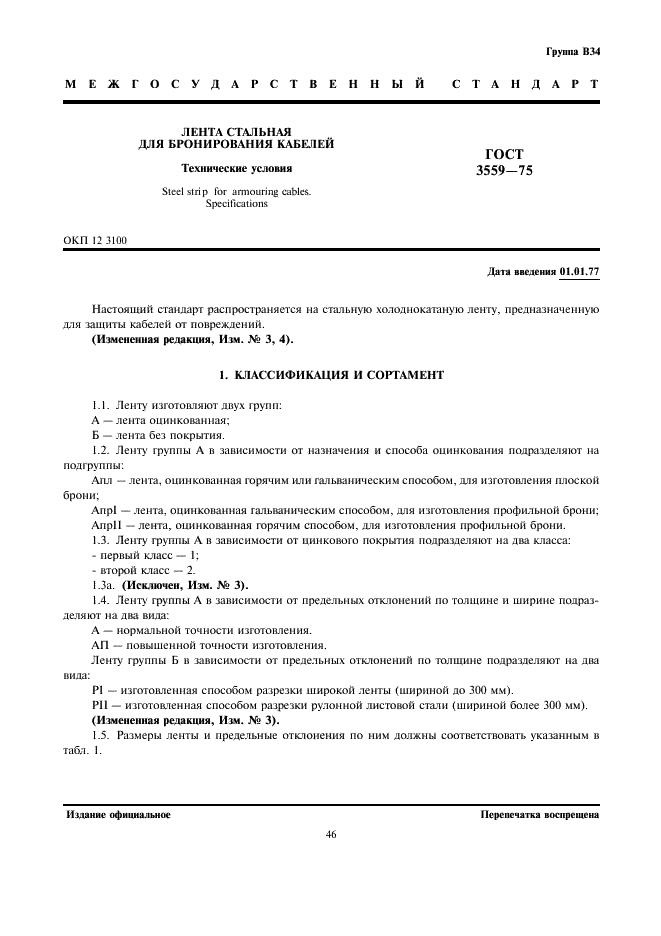 Группа В34
МЕЖГОСУДАРСТВЕННЫЙ СТАНДАРТ
ЛЕНТА СТАЛЬНАЯ
ДЛЯ БРОНИРОВАНИЯ КАБЕЛЕЙ
Технические условия
Steel strip for armouring cables.
Specifications
ГОСТ
3559—75
ОКП 12 3100
Дата введения 01.01.77
Настоящий стандарт распространяется на стальную холоднокатаную ленту, предназначенную
для защиты кабелей от повреждений.
(Измененная редакция, Изм. № 3, 4).
1. КЛАССИФИКАЦИЯ И СОРТАМЕНТ
1.1. Ленту изготовляют двух групп:
А — лента оцинкованная;
Б — лента без покрытия.
1.2. Ленту группы А в зависимости от назначения и способа оцинкования подразделяют на
подгруппы:
Апл — лента, оцинкованная горячим или гальваническим способом, для изготовления плоской
брони;
АпрI — лента, оцинкованная гальваническим способом, для изготовления профильной брони;
АпрII — лента, оцинкованная горячим способом, для изготовления профильной брони.
1.3. Ленту группы А в зависимости от цинкового покрытия подразделяют на два класса:
- первый класс — 1;
- второй класс — 2.
1.3а. (Исключен, Изм. № 3).
1.4. Ленту группы А в зависимости от предельных отклонений по толщине и ширине подраз-
деляют на два вида:
А — нормальной точности изготовления.
АП — повышенной точности изготовления.
Ленту группы Б в зависимости от предельных отклонений по толщине подразделяют на два
вида:
РI — изготовленная способом разрезки широкой ленты (шириной до 300 мм).
РII — изготовленная способом разрезки рулонной листовой стали (шириной более 300 мм).
(Измененная редакция, Изм. № 3).
1.5. Размеры ленты и предельные отклонения по ним должны соответствовать указанным в
табл. 1.
Издание официальное
Перепечатка воспрещена
46